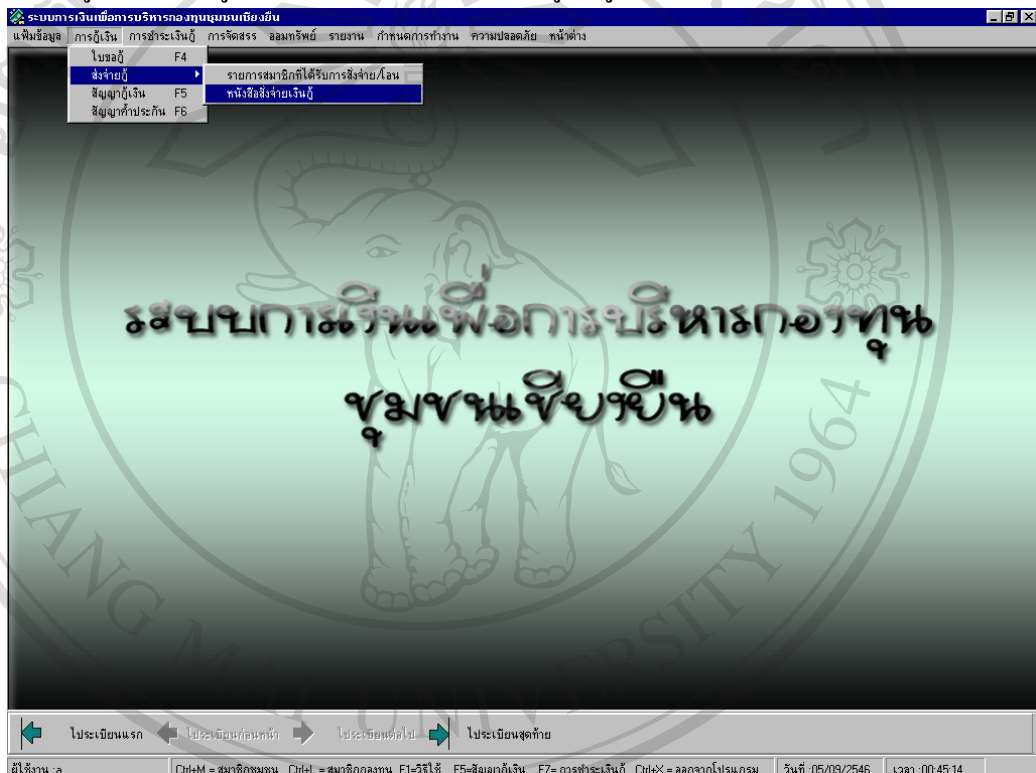 ระบบการเงินเพื่อการบริหารกองทุนชุมชนเชียงยืน
แฟ้มข้อมูล การกู้เงิน การชำระเงินกู้ การจัดสรร ออมทรัพย์ รายงาน กำหนดการทำงาน ความปลอดภัย หน้าต่าง
ใบขอกู้ F4
สั่งจ่ายกู้
สัญญากู้เงิน F5
สัญญาค้ำประกัน F6
รายการสมาชิกที่ได้รับการสั่งจ่าย/โอน
หนังสือสั่งจ่ายเงินกู้
ระบบการเงินเพื่อการบริหารกองทุน
ชุมชนเชียงยืน
CHIANG MAI UNIVERSITY 1964
ไประเบียนแรก ไประเบียนก่อนหน้า ไประเบียนต่อไป ไประเบียนสุดท้าย
ผู้ใช้งาน :a Ctrl+M = สมาชิกชุมชน Ctrl+L = สมาชิกกองทุน F1=วิธีใช้ F5=สัญญากู้เงิน F7= การชำระเงินกู้ Ctrl+X = ออกจากโปรแกรม วันที่ :05/09/2546 เวลา :00:45:14